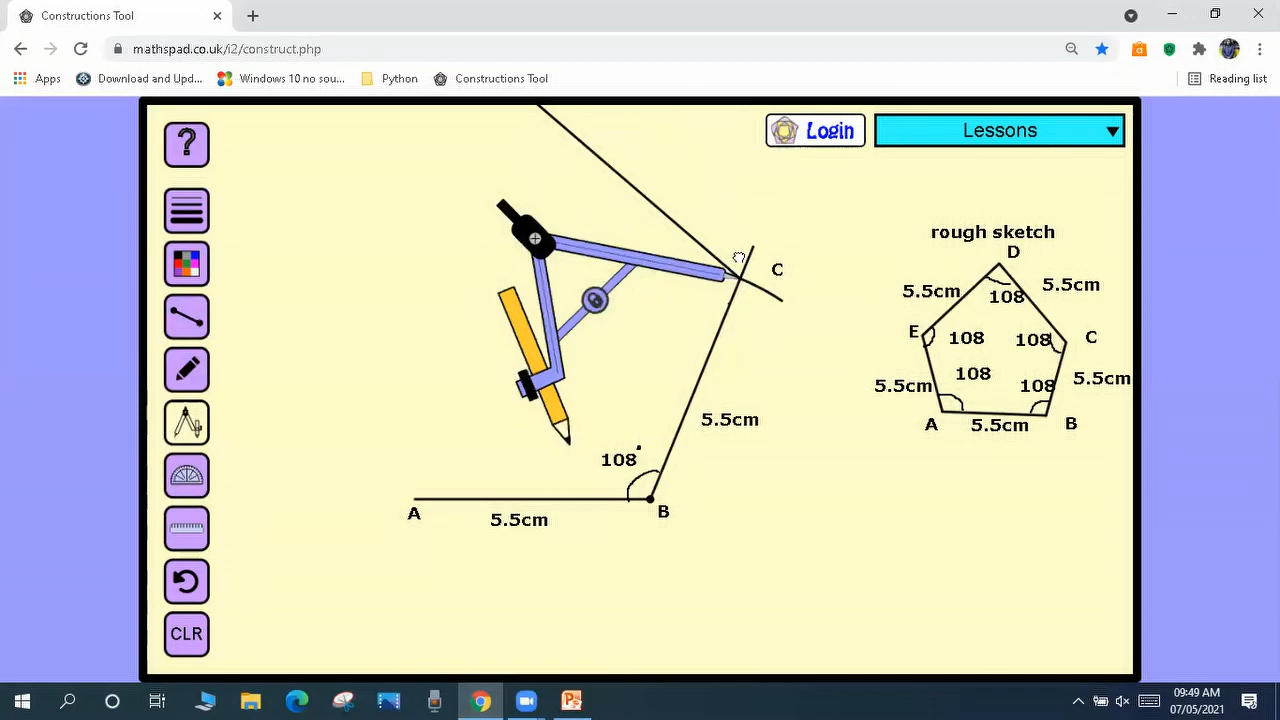 Constructions Tool
mathspad.co.uk/i2/construct.php
Apps
Download and Upd...
Windows 10 no sou...
Python
Constructions Tool
Reading list
?
Login
Lessons
rough sketch
D
5.5cm
108
5.5cm
C
E
108
108
C
108
5.5cm
108
5.5cm
A
5.5cm
B
5.5cm
108°
A
5.5cm
B
CLR
09:49 AM
07/05/2021